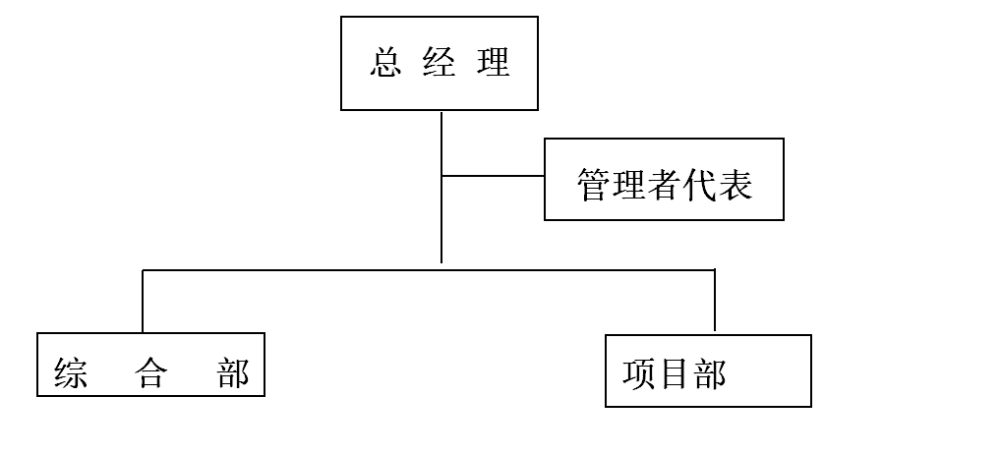 总 经 理
管理者代表
综 合 部
项目部